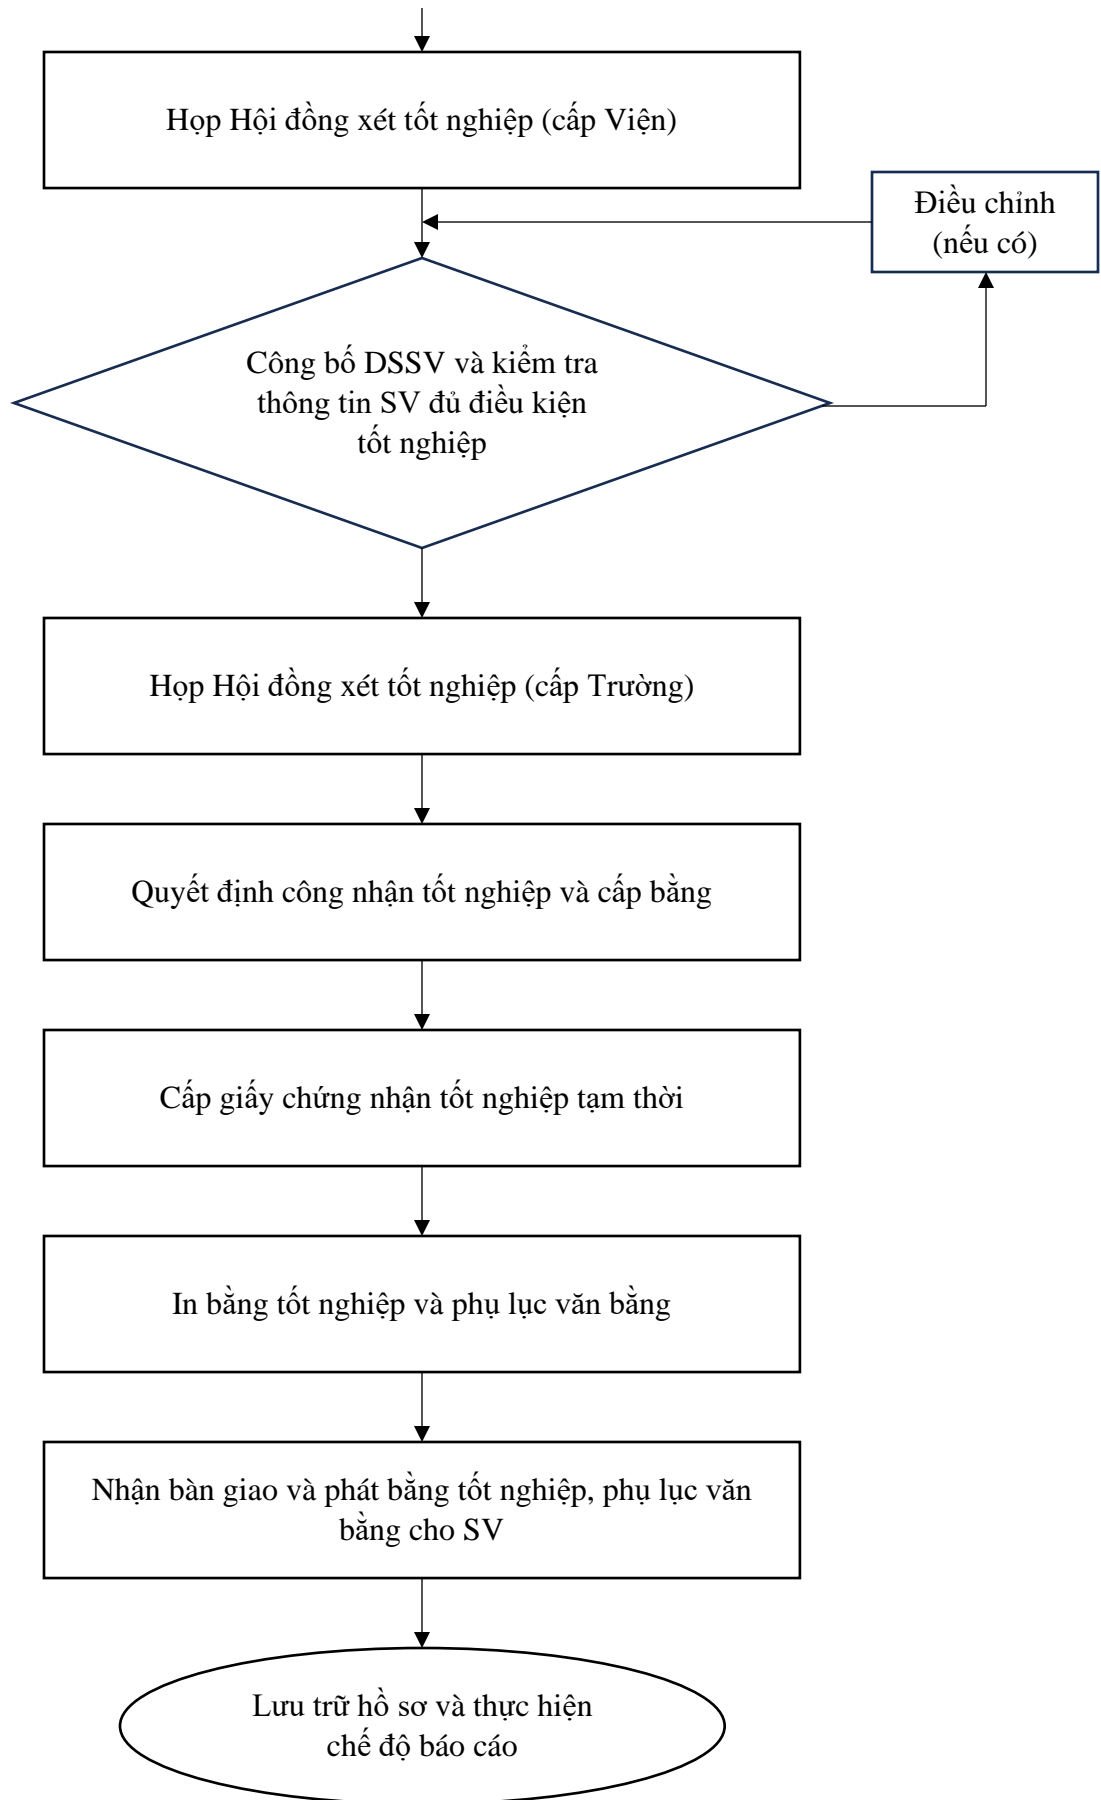 Họp Hội đồng xét tốt nghiệp (cấp Viện)
Điều chỉnh
(nếu có)
Công bố DSSV và kiểm tra
thông tin SV đủ điều kiện
tốt nghiệp
Họp Hội đồng xét tốt nghiệp (cấp Trường)
Quyết định công nhận tốt nghiệp và cấp bằng
Cấp giấy chứng nhận tốt nghiệp tạm thời
In bằng tốt nghiệp và phụ lục văn bằng
Nhận bàn giao và phát bằng tốt nghiệp, phụ lục văn
bằng cho SV
Lưu trữ hồ sơ và thực hiện
chế độ báo cáo